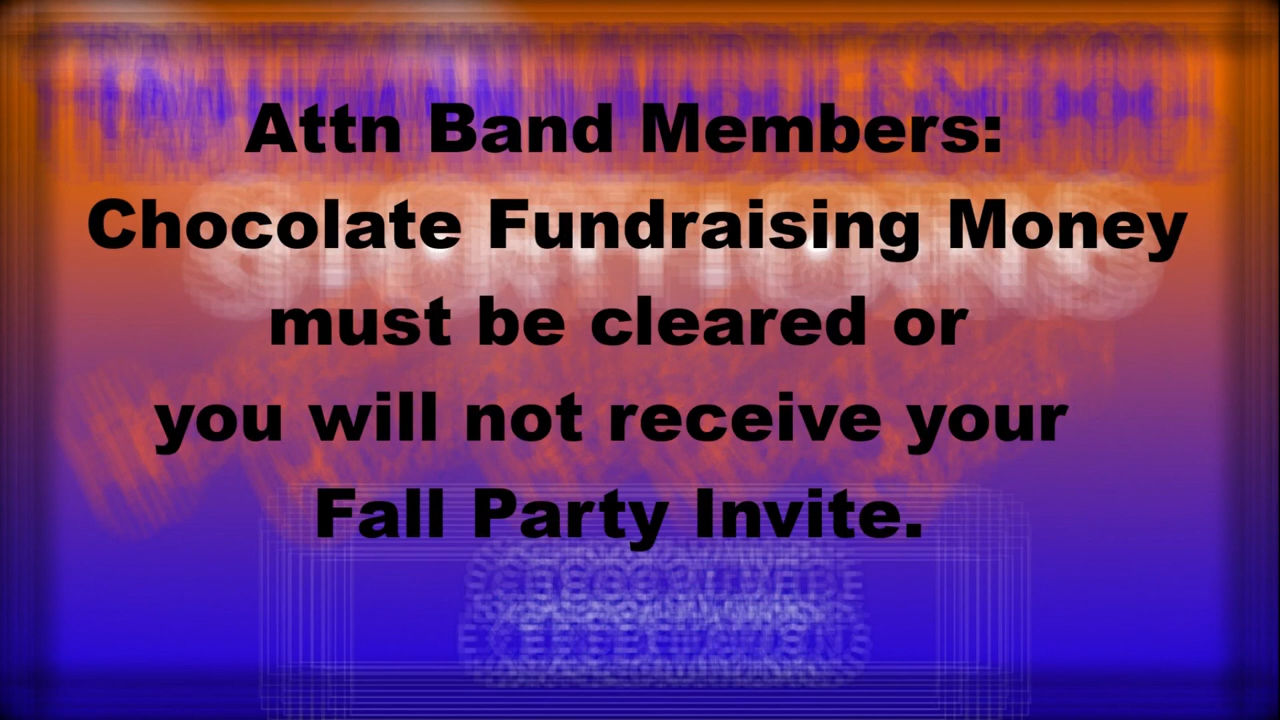 Attn Band Members:
Chocolate Fundraising Money
must be cleared or
you will not receive your
Fall Party Invite.